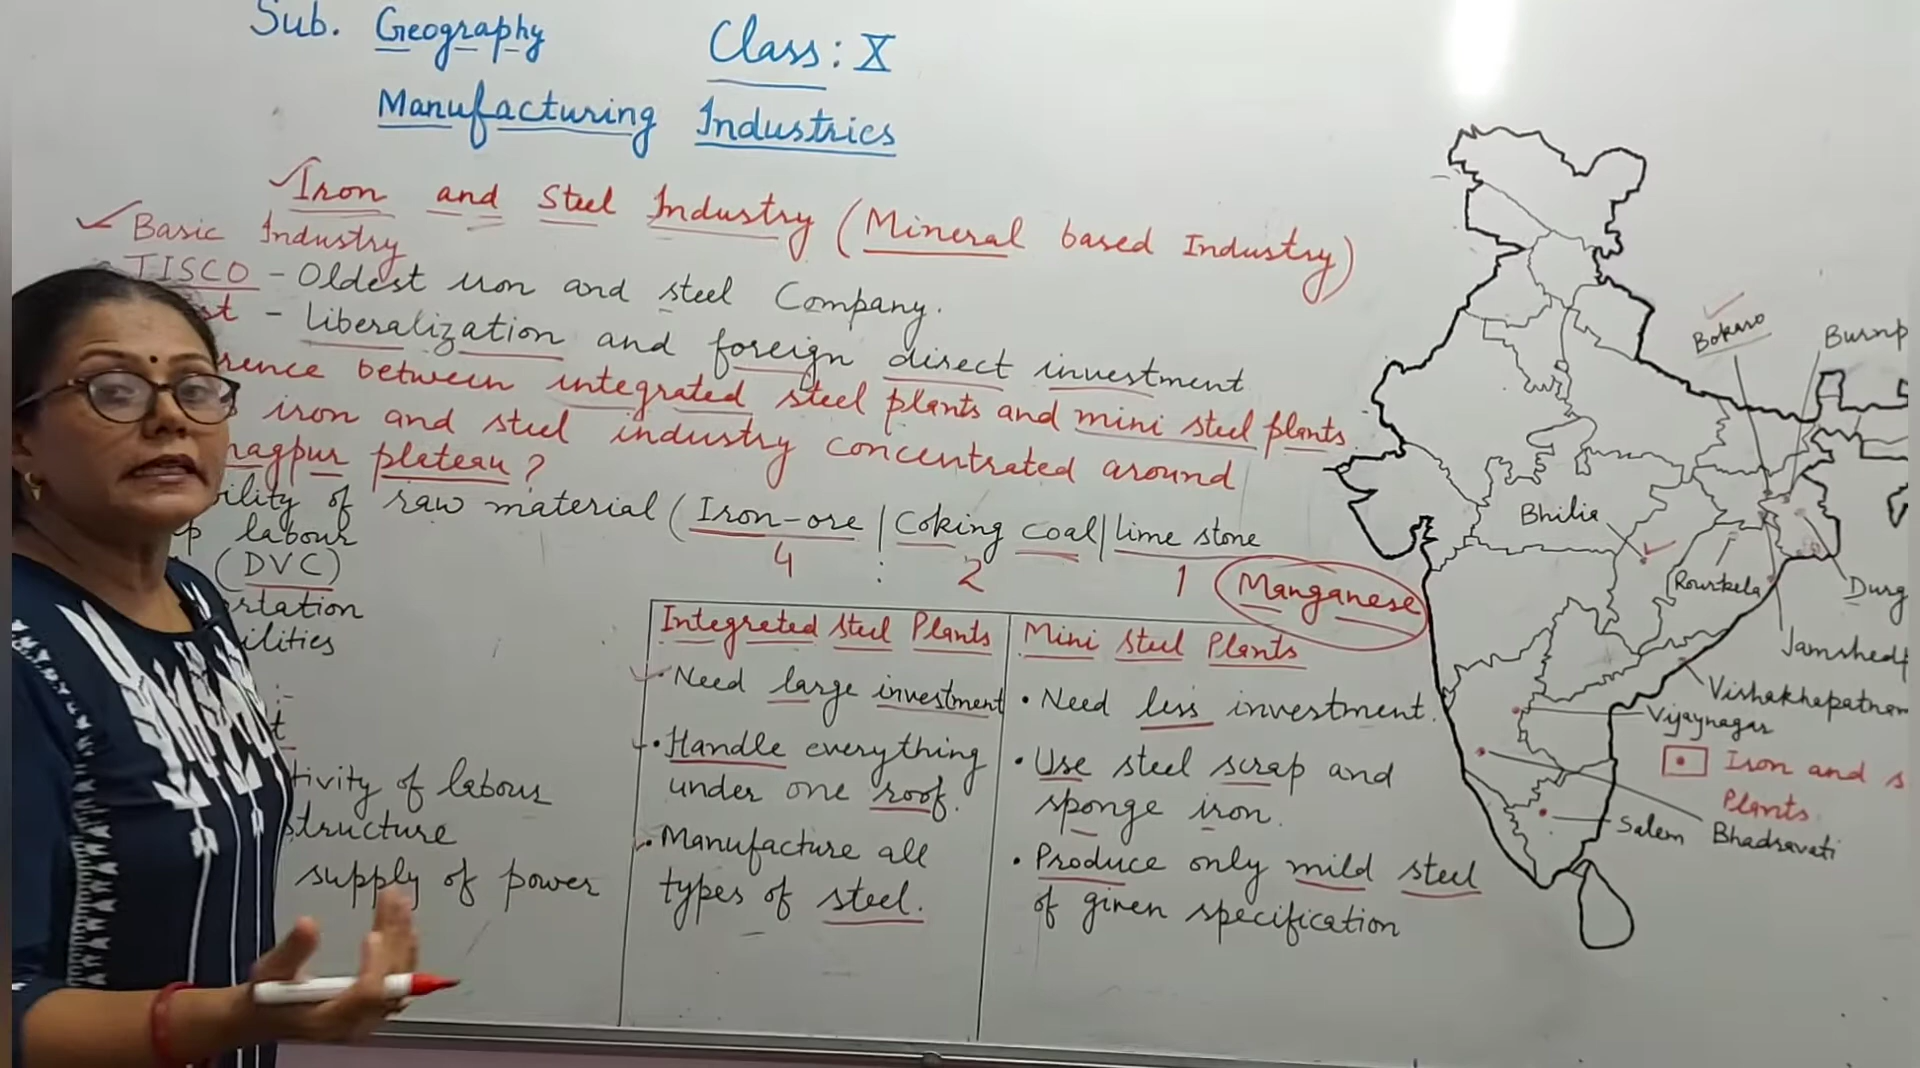 Sub. Geography Class: X
Manufacturing Industries
Iron and Steel Industry (Mineral based Industry)
Basic Industry
TISCO - Oldest iron and steel Company.
- liberalization and foreign direct investment
between integrated steel plants and mini steel plants
iron and steel industry concentrated around
plateau ?
of raw material (Iron-ore | Coking coal | lime stone
4 : 2 1 Manganese
labour
(DVC)
of labour
supply of power
Integreted steel Plants
Need large investment
Handle everything
under one roof.
Manufacture all
types of steel.
Mini Steel Plants
• Need less investment.
• Use steel scrap and
sponge iron.
• Produce only mild steel
of given specification
Bokaro
Bhilia
Rourkela
Vishakhapatnam
Vijaynagar
Iron and
Plants.
Salem
Bhadravati